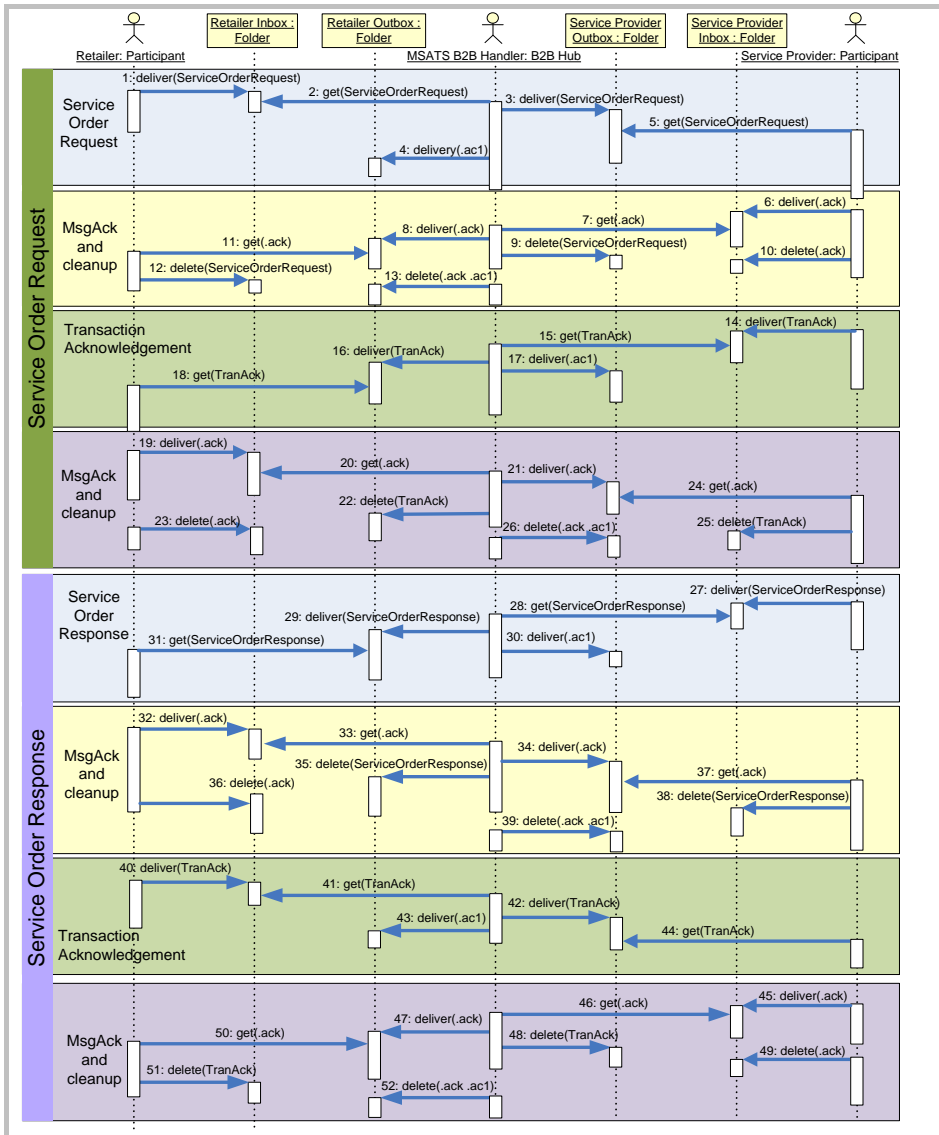 Retailer: Participant
Retailer Inbox :
Folder
Retailer Outbox :
Folder
MSATS B2B Handler: B2B Hub
Service Provider
Outbox : Folder
Service Provider
Inbox : Folder
Service Provider: Participant
Service Order Request
Service
Order
Request
1: deliver(ServiceOrderRequest)
2: get(ServiceOrderRequest)
3: deliver(ServiceOrderRequest)
5: get(ServiceOrderRequest)
4: delivery(.ac1)
MsgAck
and
cleanup
6: deliver(.ack)
7: get(.ack)
8: deliver(.ack)
9: delete(ServiceOrderRequest)
10: delete(.ack)
11: get(.ack)
12: delete(ServiceOrderRequest)
13: delete(.ack .ac1)
Transaction
Acknowledgement
14: deliver(TranAck)
15: get(TranAck)
16: deliver(TranAck)
17: deliver(.ac1)
18: get(TranAck)
MsgAck
and
cleanup
19: deliver(.ack)
20: get(.ack)
21: deliver(.ack)
24: get(.ack)
22: delete(TranAck)
23: delete(.ack)
26: delete(.ack .ac1)
25: delete(TranAck)
Service Order Response
Service
Order
Response
27: deliver(ServiceOrderResponse)
28: get(ServiceOrderResponse)
29: deliver(ServiceOrderResponse)
30: deliver(.ac1)
31: get(ServiceOrderResponse)
MsgAck
and
cleanup
32: deliver(.ack)
33: get(.ack)
34: deliver(.ack)
35: delete(ServiceOrderResponse)
37: get(.ack)
36: delete(.ack)
38: delete(ServiceOrderResponse)
39: delete(.ack .ac1)
Transaction
Acknowledgement
40: deliver(TranAck)
41: get(TranAck)
42: deliver(TranAck)
43: deliver(.ac1)
44: get(TranAck)
MsgAck
and
cleanup
45: deliver(.ack)
46: get(.ack)
47: deliver(.ack)
48: delete(TranAck)
50: get(.ack)
49: delete(.ack)
51: delete(TranAck)
52: delete(.ack .ac1)